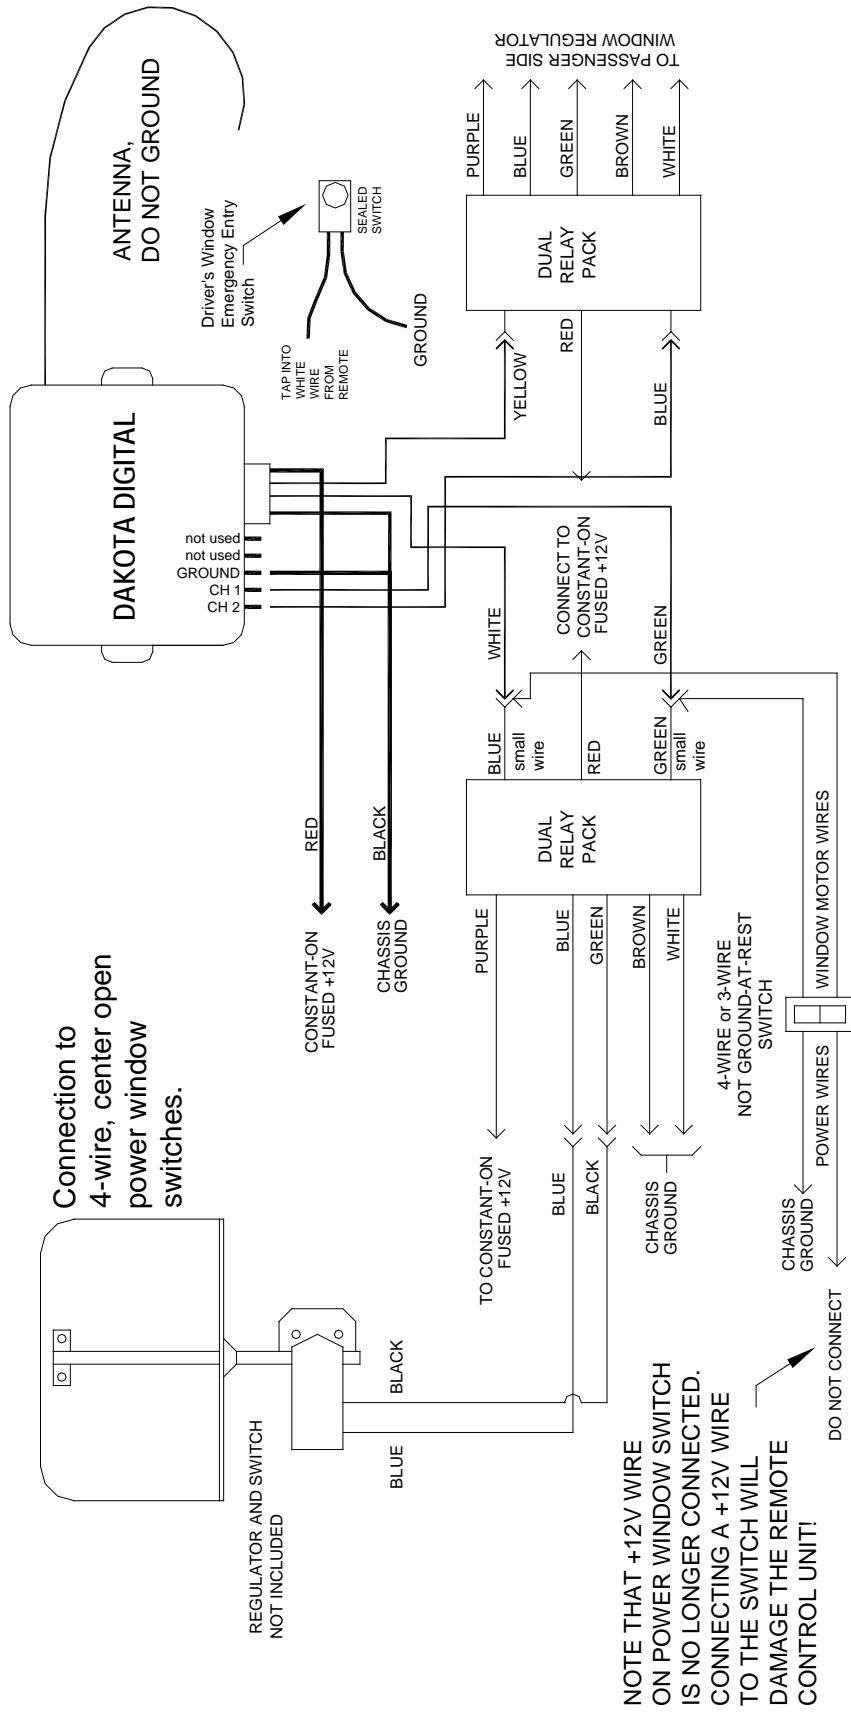 Connection to
4-wire, center open
power window
switches.
DAKOTA DIGITAL
not used
not used
GROUND
CH 1
CH 2
ANTENNA,
DO NOT GROUND
Driver's Window
Emergency Entry
Switch
SEALED
SWITCH
TAP INTO
WHITE
WIRE
FROM
REMOTE
GROUND
REGULATOR AND SWITCH
NOT INCLUDED
BLUE
BLACK
RED
CONSTANT-ON
FUSED +12V
BLACK
CHASSIS
GROUND
PURPLE
TO CONSTANT-ON
FUSED +12V
BLUE
BLUE
GREEN
BLACK
BROWN
WHITE
CHASSIS
GROUND
DUAL
RELAY
PACK
BLUE
small
wire
WHITE
RED
CONNECT TO
CONSTANT-ON
FUSED +12V
GREEN
small
wire
GREEN
YELLOW
RED
BLUE
DUAL
RELAY
PACK
PURPLE
BLUE
GREEN
BROWN
WHITE
TO PASSENGER SIDE
WINDOW REGULATOR
4-WIRE or 3-WIRE
NOT GROUND-AT-REST
SWITCH
POWER WIRES
WINDOW MOTOR WIRES
CHASSIS
GROUND
DO NOT CONNECT
NOTE THAT +12V WIRE
ON POWER WINDOW SWITCH
IS NO LONGER CONNECTED.
CONNECTING A +12V WIRE
TO THE SWITCH WILL
DAMAGE THE REMOTE
CONTROL UNIT!